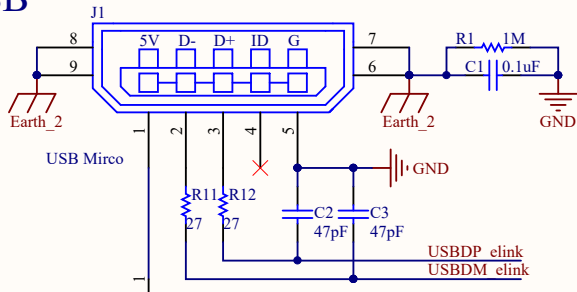 B
J1
5V D- D+ ID G
8
9
7
6
R1 1M
C1 0.1uF
Earth_2
Earth_2
GND
1
2
3
4
5
USB Mirco
GND
R11
27
R12
27
C2
47pF
C3
47pF
USBDP_elink
USBDM_elink
1